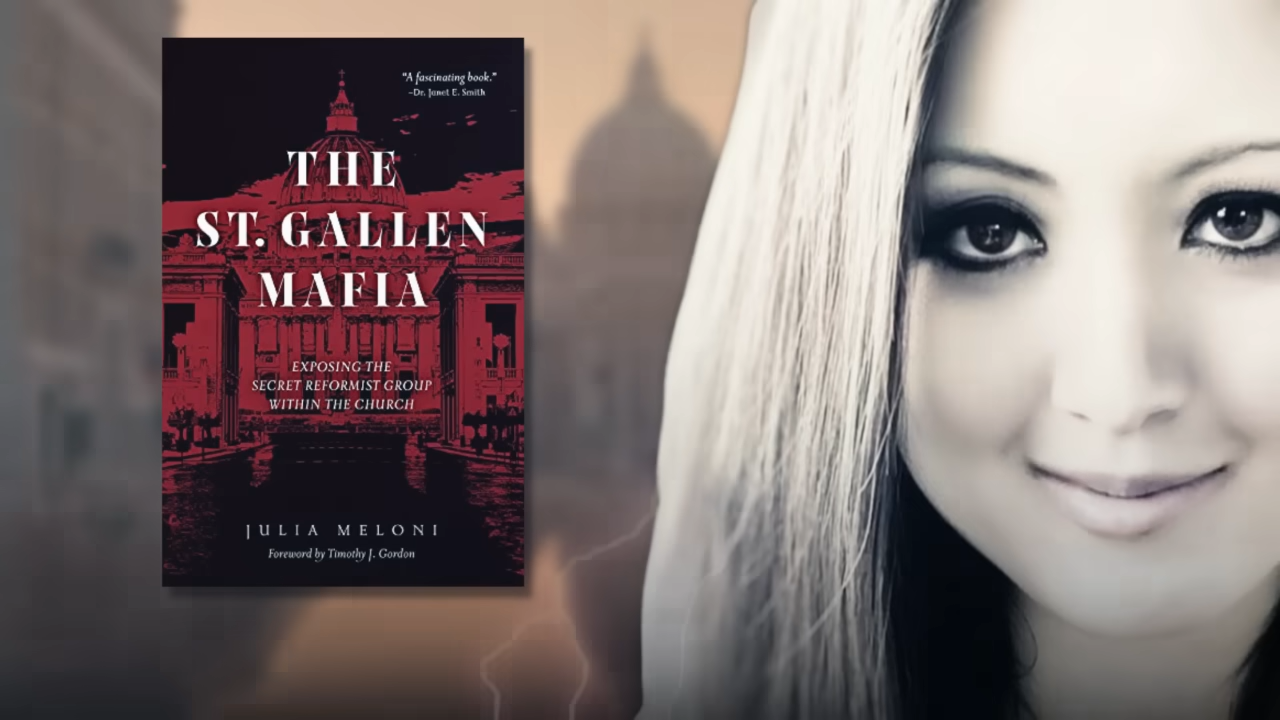 "A fascinating book."
–Dr. Janet E. Smith
THE
ST. GALLEN
MAFIA
EXPOSING THE
SECRET REFORMIST GROUP
WITHIN THE CHURCH
JULIA MELONI
Foreword by Timothy J. Gordon